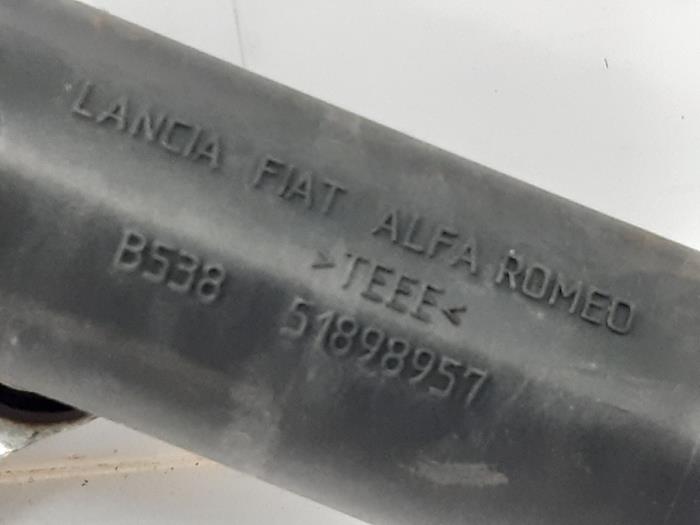 LANCIA FIAT ALFA ROMEO
>TEEE<
B538 51898957